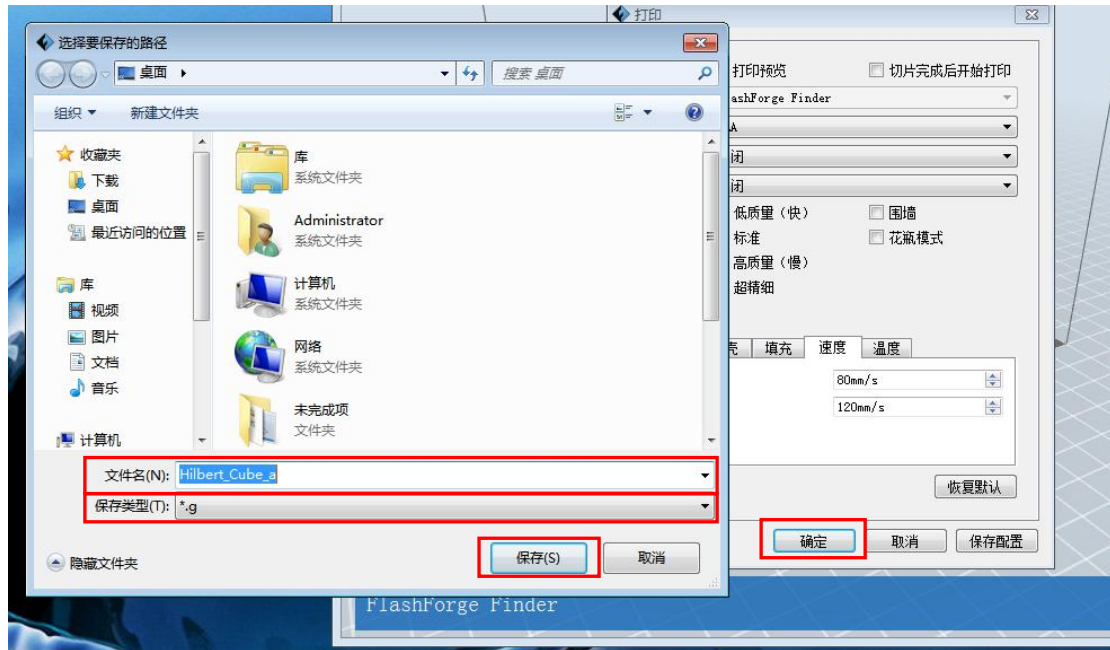 选择要保存的路径
桌面
搜索 桌面
组织
新建文件夹
收藏夹
下载
桌面
最近访问的位置
库
视频
图片
文档
音乐
计算机
库
系统文件夹
Administrator
系统文件夹
计算机
系统文件夹
网络
系统文件夹
未完成项
文件夹
文件名(N): Hilbert_Cube_a
保存类型(T): *.g
隐藏文件夹
保存(S)
取消
打印
打印预览
切片完成后开始打印
ashForge Finder
A
闭
闭
低质量（快）
围墙
标准
花瓶模式
高质量（慢）
超精细
壳
填充
速度
温度
80mm/s
120mm/s
恢复默认
确定
取消
保存配置
FlashForge Finder